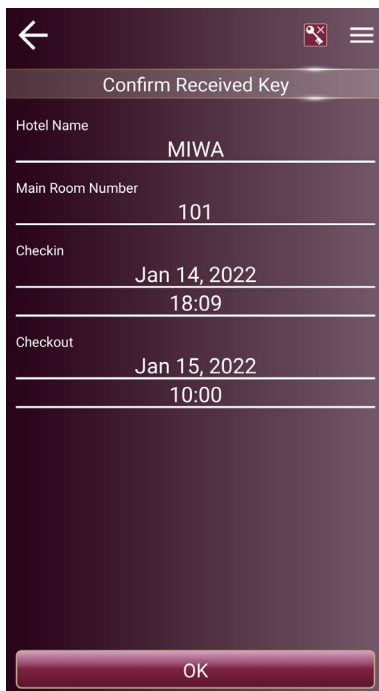 Confirm Received Key
Hotel Name
MIWA
Main Room Number
101
Checkin
Jan 14, 2022
18:09
Checkout
Jan 15, 2022
10:00
OK